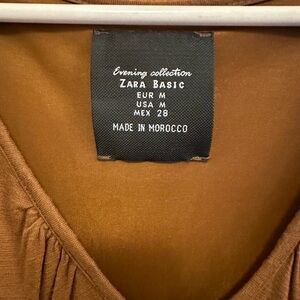 Evening collection
ZARA BASIC
EUR M
USA M
MEX 28
MADE IN MOROCCO